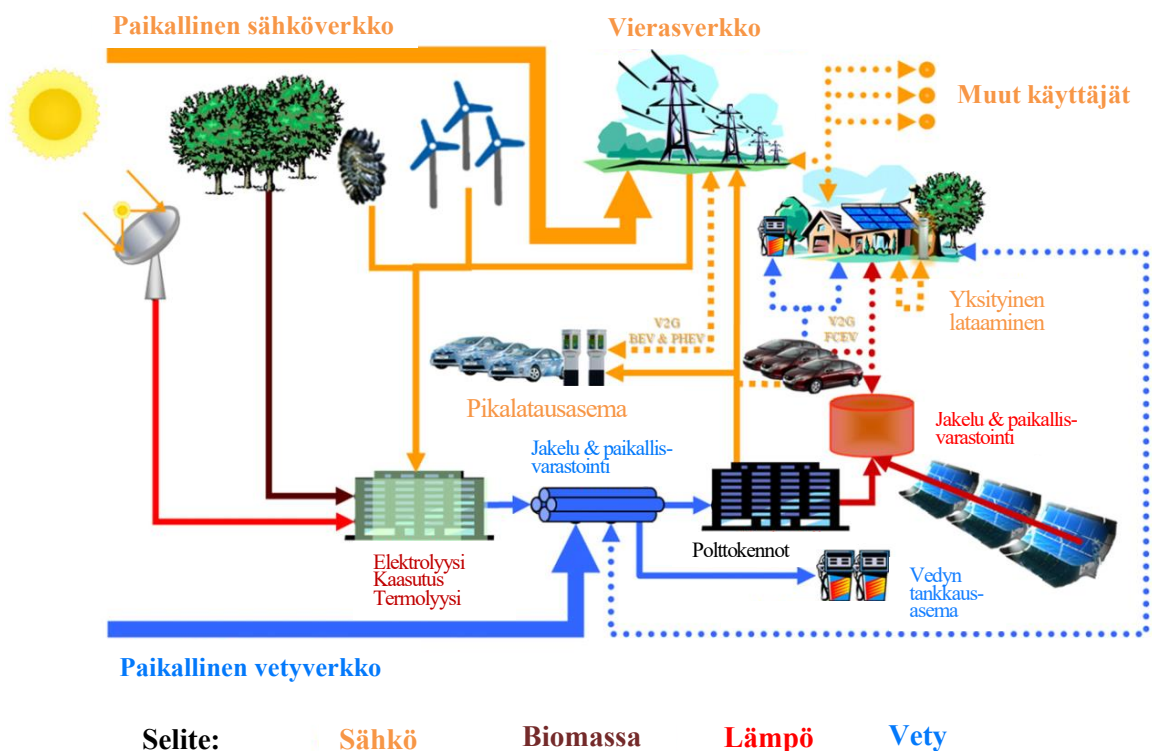 Paikallinen sähköverkko
Vierasverkko
Muut käyttäjät
Yksityinen
lataaminen
V2G
BEV & PHEV
V2G
FCEV
Pikalatausasema
Jakelu & paikallis-
varastointi
Jakelu & paikallis-
varastointi
Polttokennot
Elektrolyysi
Kaasutus
Termolyysi
Vedyn
tankkaus-
asema
Paikallinen vetyverkko
Selite: Sähkö Biomassa Lämpö Vety